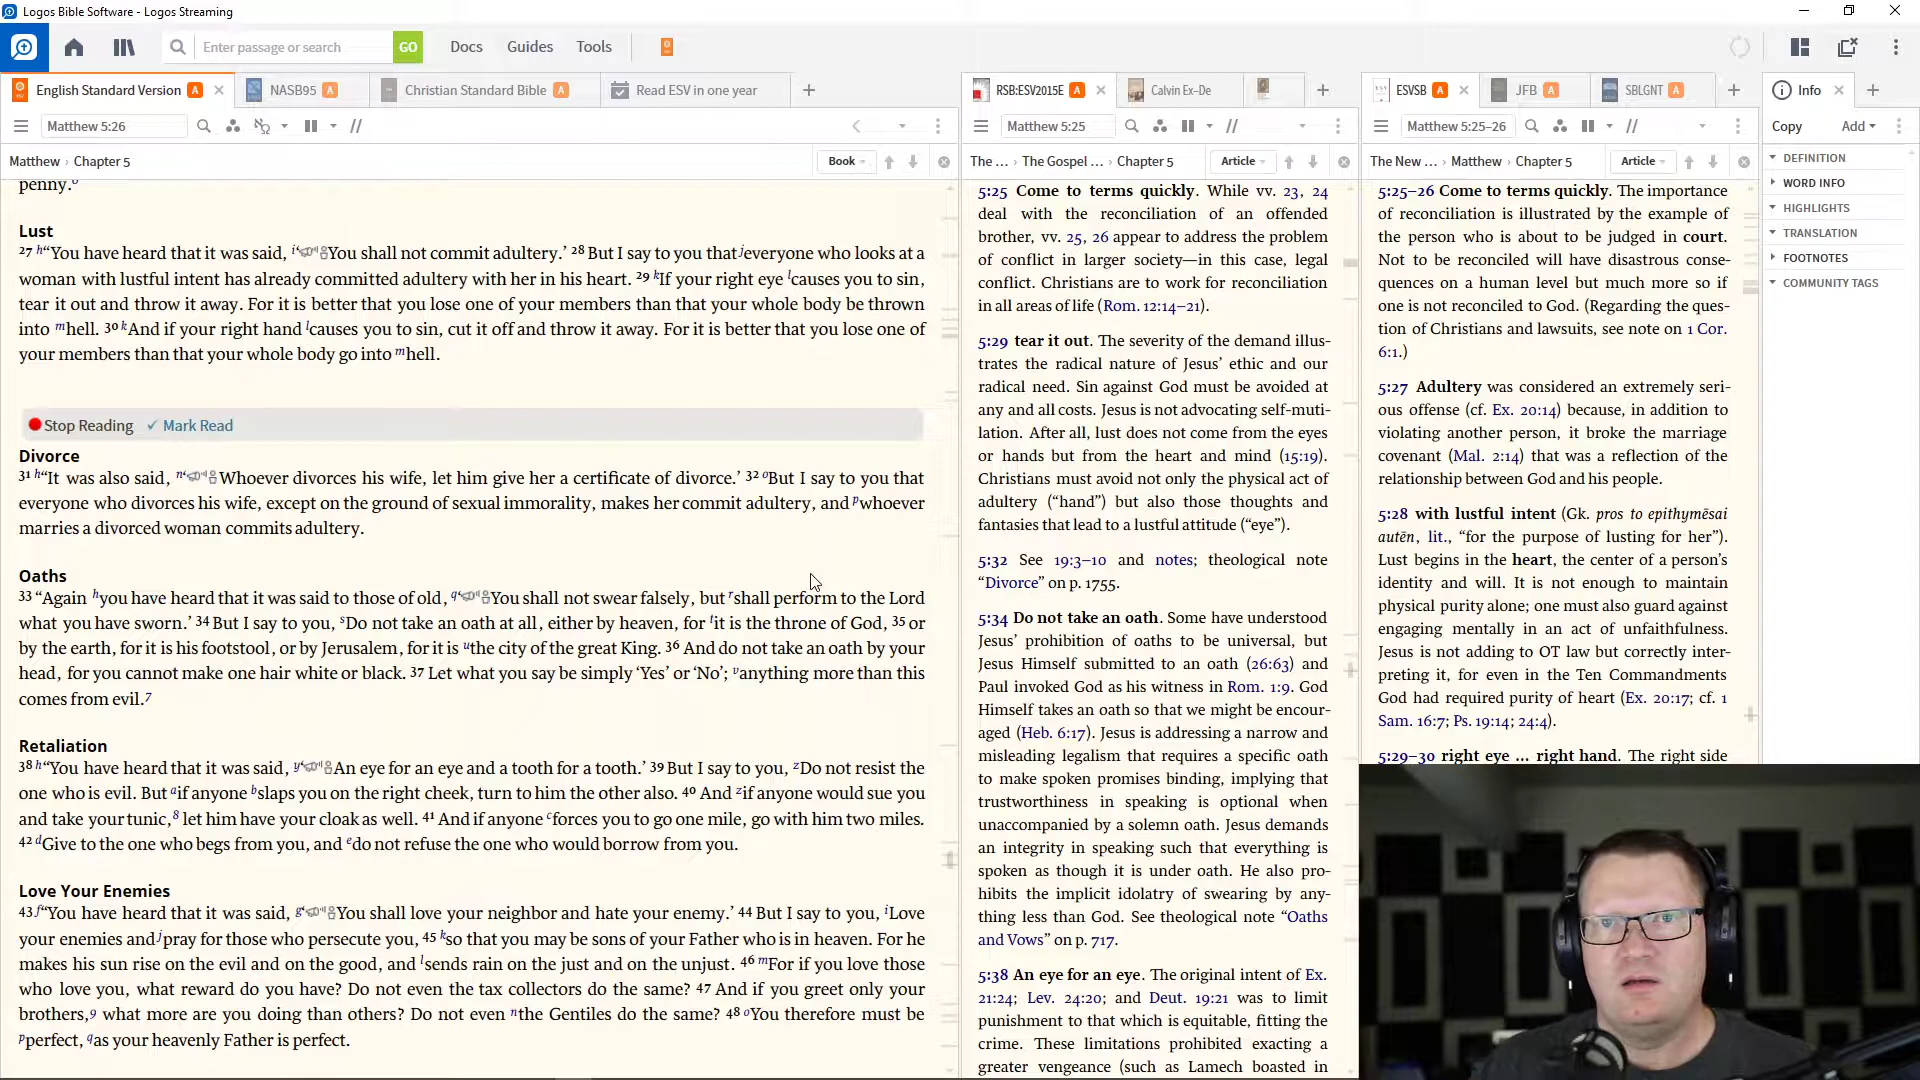 Logos Bible Software - Logos Streaming
Enter passage or search
GO
Docs
Guides
Tools
English Standard Version A
NASB95 A
Christian Standard Bible A
Read ESV in one year
Matthew 5:26
Matthew › Chapter 5
Book
penny.
Lust
27 h“You have heard that it was said, i‘You shall not commit adultery.’ 28 But I say to you that jeveryone who looks at a
woman with lustful intent has already committed adultery with her in his heart. 29 kIf your right eye lcauses you to sin,
tear it out and throw it away. For it is better that you lose one of your members than that your whole body be thrown
into mhell. 30 kAnd if your right hand lcauses you to sin, cut it off and throw it away. For it is better that you lose one of
your members than that your whole body go into mhell.
Stop Reading ✓ Mark Read
Divorce
31 h“It was also said, n‘Whoever divorces his wife, let him give her a certificate of divorce.’ 32 oBut I say to you that
everyone who divorces his wife, except on the ground of sexual immorality, makes her commit adultery, and pwhoever
marries a divorced woman commits adultery.
Oaths
33 “Again hyou have heard that it was said to those of old, q‘You shall not swear falsely, but rshall perform to the Lord
what you have sworn.’ 34 But I say to you, sDo not take an oath at all, either by heaven, for tit is the throne of God, 35 or
by the earth, for it is his footstool, or by Jerusalem, for it is uthe city of the great King. 36 And do not take an oath by your
head, for you cannot make one hair white or black. 37 Let what you say be simply ‘Yes’ or ‘No’; vanything more than this
comes from evil.7
Retaliation
38 h“You have heard that it was said, y‘An eye for an eye and a tooth for a tooth.’ 39 But I say to you, zDo not resist the
one who is evil. But aif anyone bslaps you on the right cheek, turn to him the other also. 40 And zif anyone would sue you
and take your tunic,8 let him have your cloak as well. 41 And if anyone cforces you to go one mile, go with him two miles.
42 dGive to the one who begs from you, and edo not refuse the one who would borrow from you.
Love Your Enemies
43 f“You have heard that it was said, g‘You shall love your neighbor and hate your enemy.’ 44 But I say to you, iLove
your enemies and jpray for those who persecute you, 45 kso that you may be sons of your Father who is in heaven. For he
makes his sun rise on the evil and on the good, and lsends rain on the just and on the unjust. 46 mFor if you love those
who love you, what reward do you have? Do not even the tax collectors do the same? 47 And if you greet only your
brothers,9 what more are you doing than others? Do not even nthe Gentiles do the same? 48 oYou therefore must be
pperfect, qas your heavenly Father is perfect.
RSB:ESV2015E A
Calvin Ex–De
Matthew 5:25
The ... › The Gospel ... › Chapter 5
Article
5:25 Come to terms quickly. While vv. 23, 24
deal with the reconciliation of an offended
brother, vv. 25, 26 appear to address the problem
of conflict in larger society—in this case, legal
conflict. Christians are to work for reconciliation
in all areas of life (Rom. 12:14–21).
5:29 tear it out. The severity of the demand illus-
trates the radical nature of Jesus’ ethic and our
radical need. Sin against God must be avoided at
any and all costs. Jesus is not advocating self-muti-
lation. After all, lust does not come from the eyes
or hands but from the heart and mind (15:19).
Christians must avoid not only the physical act of
adultery (“hand”) but also those thoughts and
fantasies that lead to a lustful attitude (“eye”).
5:32 See 19:3–10 and notes; theological note
“Divorce” on p. 1755.
5:34 Do not take an oath. Some have understood
Jesus’ prohibition of oaths to be universal, but
Jesus Himself submitted to an oath (26:63) and
Paul invoked God as his witness in Rom. 1:9. God
Himself takes an oath so that we might be encour-
aged (Heb. 6:17). Jesus is addressing a narrow and
misleading legalism that requires a specific oath
to make spoken promises binding, implying that
trustworthiness in speaking is optional when
unaccompanied by a solemn oath. Jesus demands
an integrity in speaking such that everything is
spoken as though it is under oath. He also pro-
hibits the implicit idolatry of swearing by any-
thing less than God. See theological note “Oaths
and Vows” on p. 717.
5:38 An eye for an eye. The original intent of Ex.
21:24; Lev. 24:20; and Deut. 19:21 was to limit
punishment to that which is equitable, fitting the
crime. These limitations prohibited exacting a
greater vengeance (such as Lamech boasted in
ESVSB A
JFB A
SBLGNT A
Matthew 5:25–26
The New ... › Matthew › Chapter 5
Article
5:25–26 Come to terms quickly. The importance
of reconciliation is illustrated by the example of
the person who is about to be judged in court.
Not to be reconciled will have disastrous conse-
quences on a human level but much more so if
one is not reconciled to God. (Regarding the ques-
tion of Christians and lawsuits, see note on 1 Cor.
6:1.)
5:27 Adultery was considered an extremely seri-
ous offense (cf. Ex. 20:14) because, in addition to
violating another person, it broke the marriage
covenant (Mal. 2:14) that was a reflection of the
relationship between God and his people.
5:28 with lustful intent (Gk. pros to epithymēsai
autēn, lit., “for the purpose of lusting for her”).
Lust begins in the heart, the center of a person’s
identity and will. It is not enough to maintain
physical purity alone; one must also guard against
engaging mentally in an act of unfaithfulness.
Jesus is not adding to OT law but correctly inter-
preting it, for even in the Ten Commandments
God had required purity of heart (Ex. 20:17; cf. 1
Sam. 16:7; Ps. 19:14; 24:4).
5:29–30 right eye ... right hand. The right side
Info
Copy
Add
DEFINITION
WORD INFO
HIGHLIGHTS
TRANSLATION
FOOTNOTES
COMMUNITY TAGS